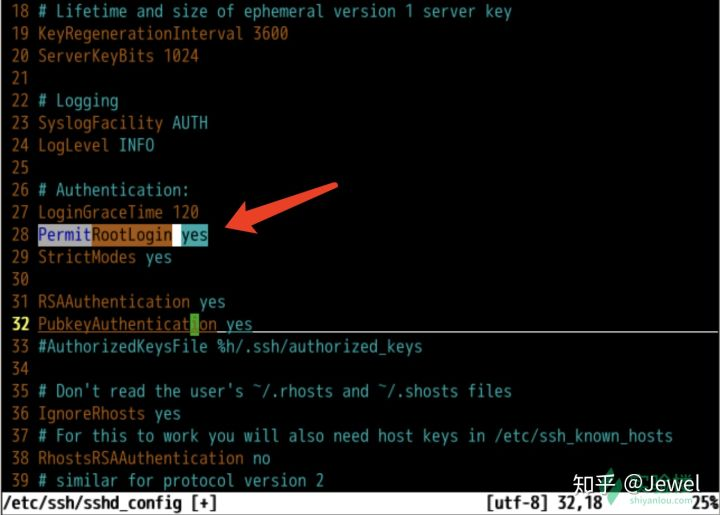 18 # Lifetime and size of ephemeral version 1 server key
19 KeyRegenerationInterval 3600
20 ServerKeyBits 1024
21
22 # Logging
23 SyslogFacility AUTH
24 LogLevel INFO
25
26 # Authentication:
27 LoginGraceTime 120
28 PermitRootLogin yes
29 StrictModes yes
30
31 RSAAuthentication yes
32 PubkeyAuthentication yes
33 #AuthorizedKeysFile %h/.ssh/authorized_keys
34
35 # Don't read the user's ~/.rhosts and ~/.shosts files
36 IgnoreRhosts yes
37 # For this to work you will also need host keys in /etc/ssh_known_hosts
38 RhostsRSAAuthentication no
39 # similar for protocol version 2
知乎 @Jewel
shiyanlou.com
/etc/ssh/sshd_config [+] [utf-8] 32,18 25%